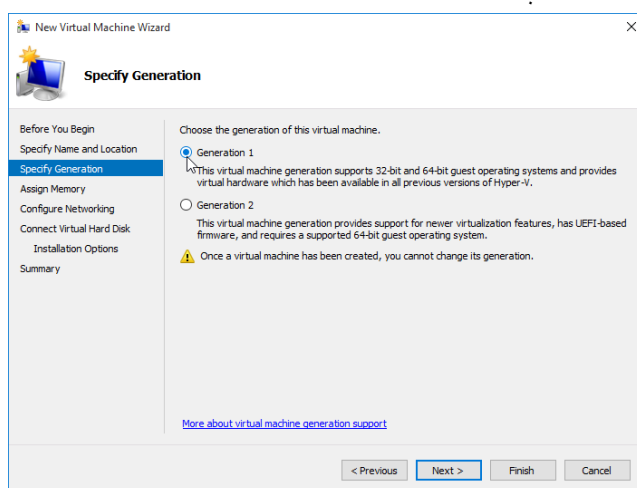 New Virtual Machine Wizard
Specify Generation
Before You Begin
Specify Name and Location
Specify Generation
Assign Memory
Configure Networking
Connect Virtual Hard Disk
Installation Options
Summary
Choose the generation of this virtual machine.
Generation 1
This virtual machine generation supports 32-bit and 64-bit guest operating systems and provides
virtual hardware which has been available in all previous versions of Hyper-V.
Generation 2
This virtual machine generation provides support for newer virtualization features, has UEFI-based
firmware, and requires a supported 64-bit guest operating system.
Once a virtual machine has been created, you cannot change its generation.
More about virtual machine generation support
< Previous
Next >
Finish
Cancel